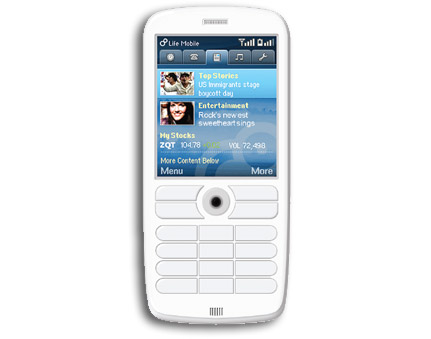 Life Mobile
Top Stories
US Immigrants stage
boycott day
Entertainment
Rock's newest
sweetheart sings
My Stocks
ZQT 104.78 VOL 72,498
More Content Below
Menu More